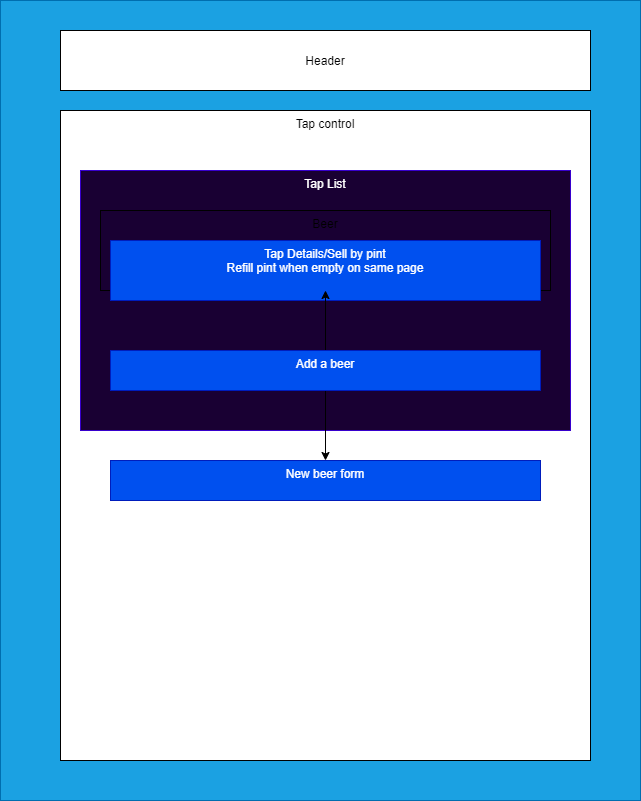 Header
Tap control
Tap List
Beer
Tap Details/Sell by pint
Refill pint when empty on same page
Add a beer
New beer form